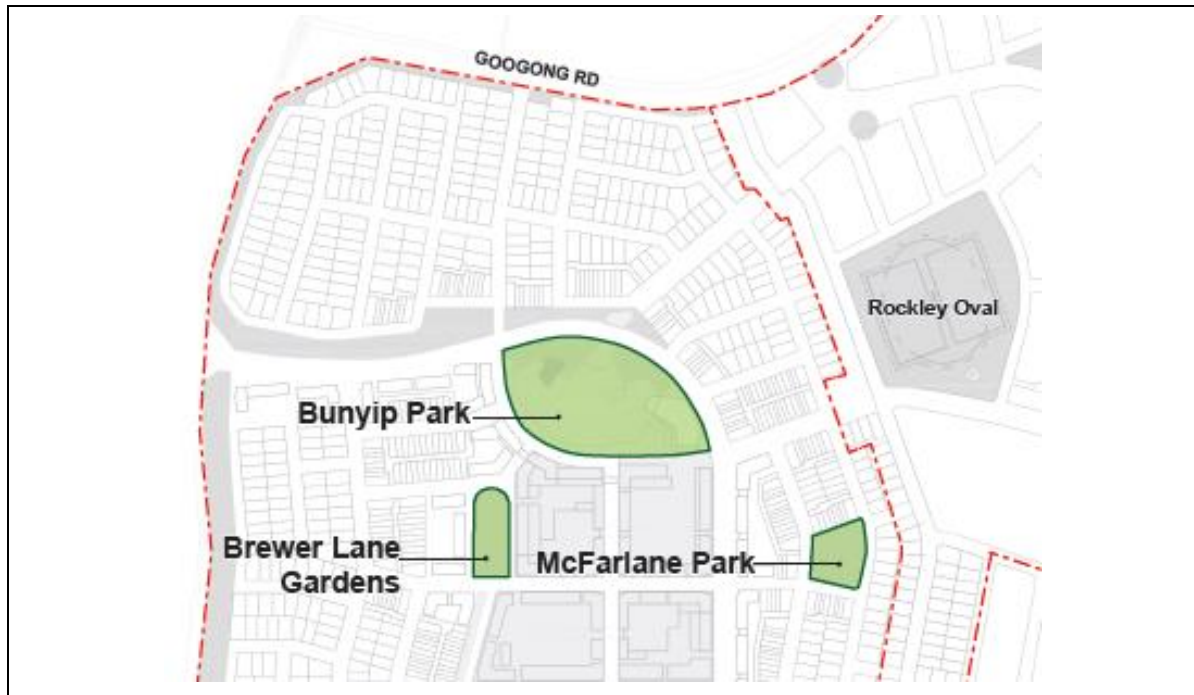 GOOGONG RD
Rockley Oval
Bunyip Park
Brewer Lane
Gardens
McFarlane Park